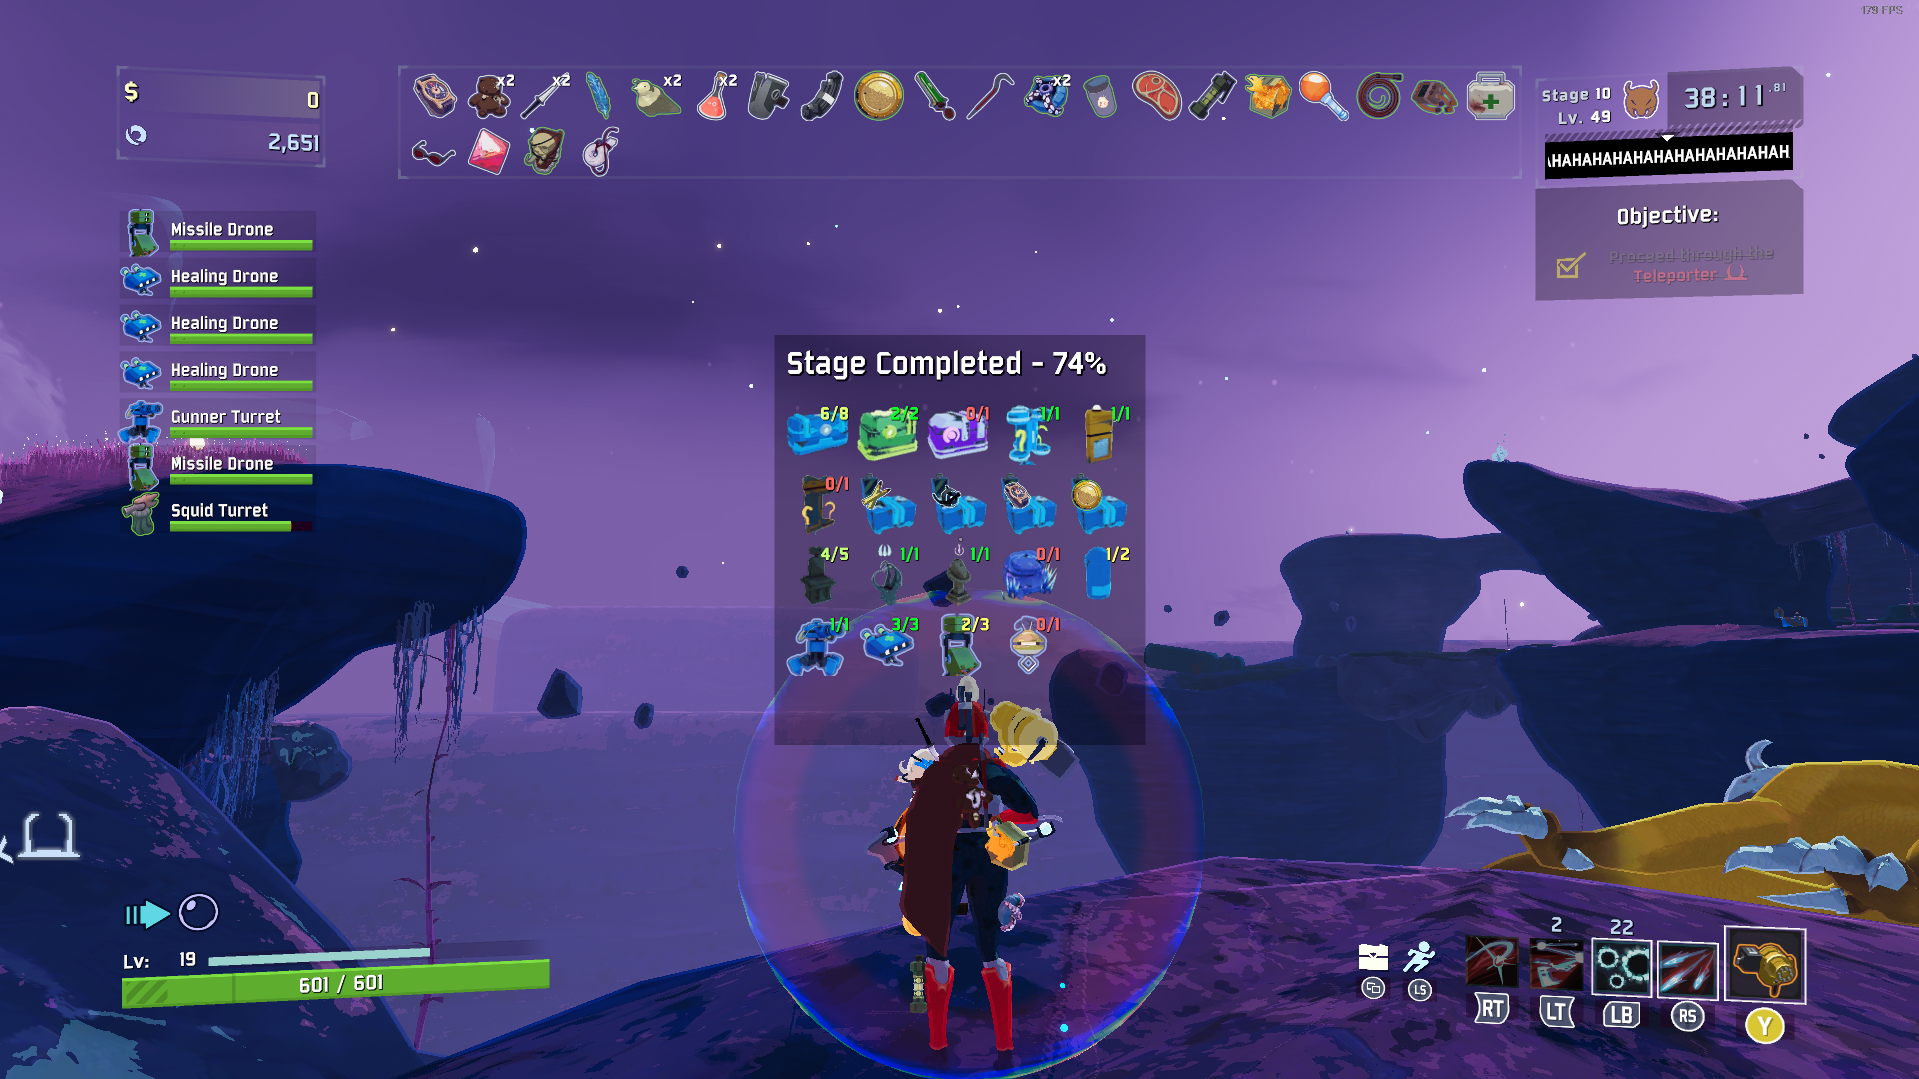 179 FPS
$ 0
2,651
x2
x2
x2
x2
x2
Stage 10
Lv. 49
38:11.81
AHAHAHAHAHAHAHAHAHAHAHAH
Objective:
Proceed through the
Teleporter
Missile Drone
Healing Drone
Healing Drone
Healing Drone
Gunner Turret
Missile Drone
Squid Turret
Stage Completed - 74%
6/8 2/2 0/1 1/1 1/1
0/1
4/5 1/1 1/1 0/1 1/2
1/1 3/3 2/3 0/1
Lv: 19
601 / 601
2 22
LS RT LT LB RS Y